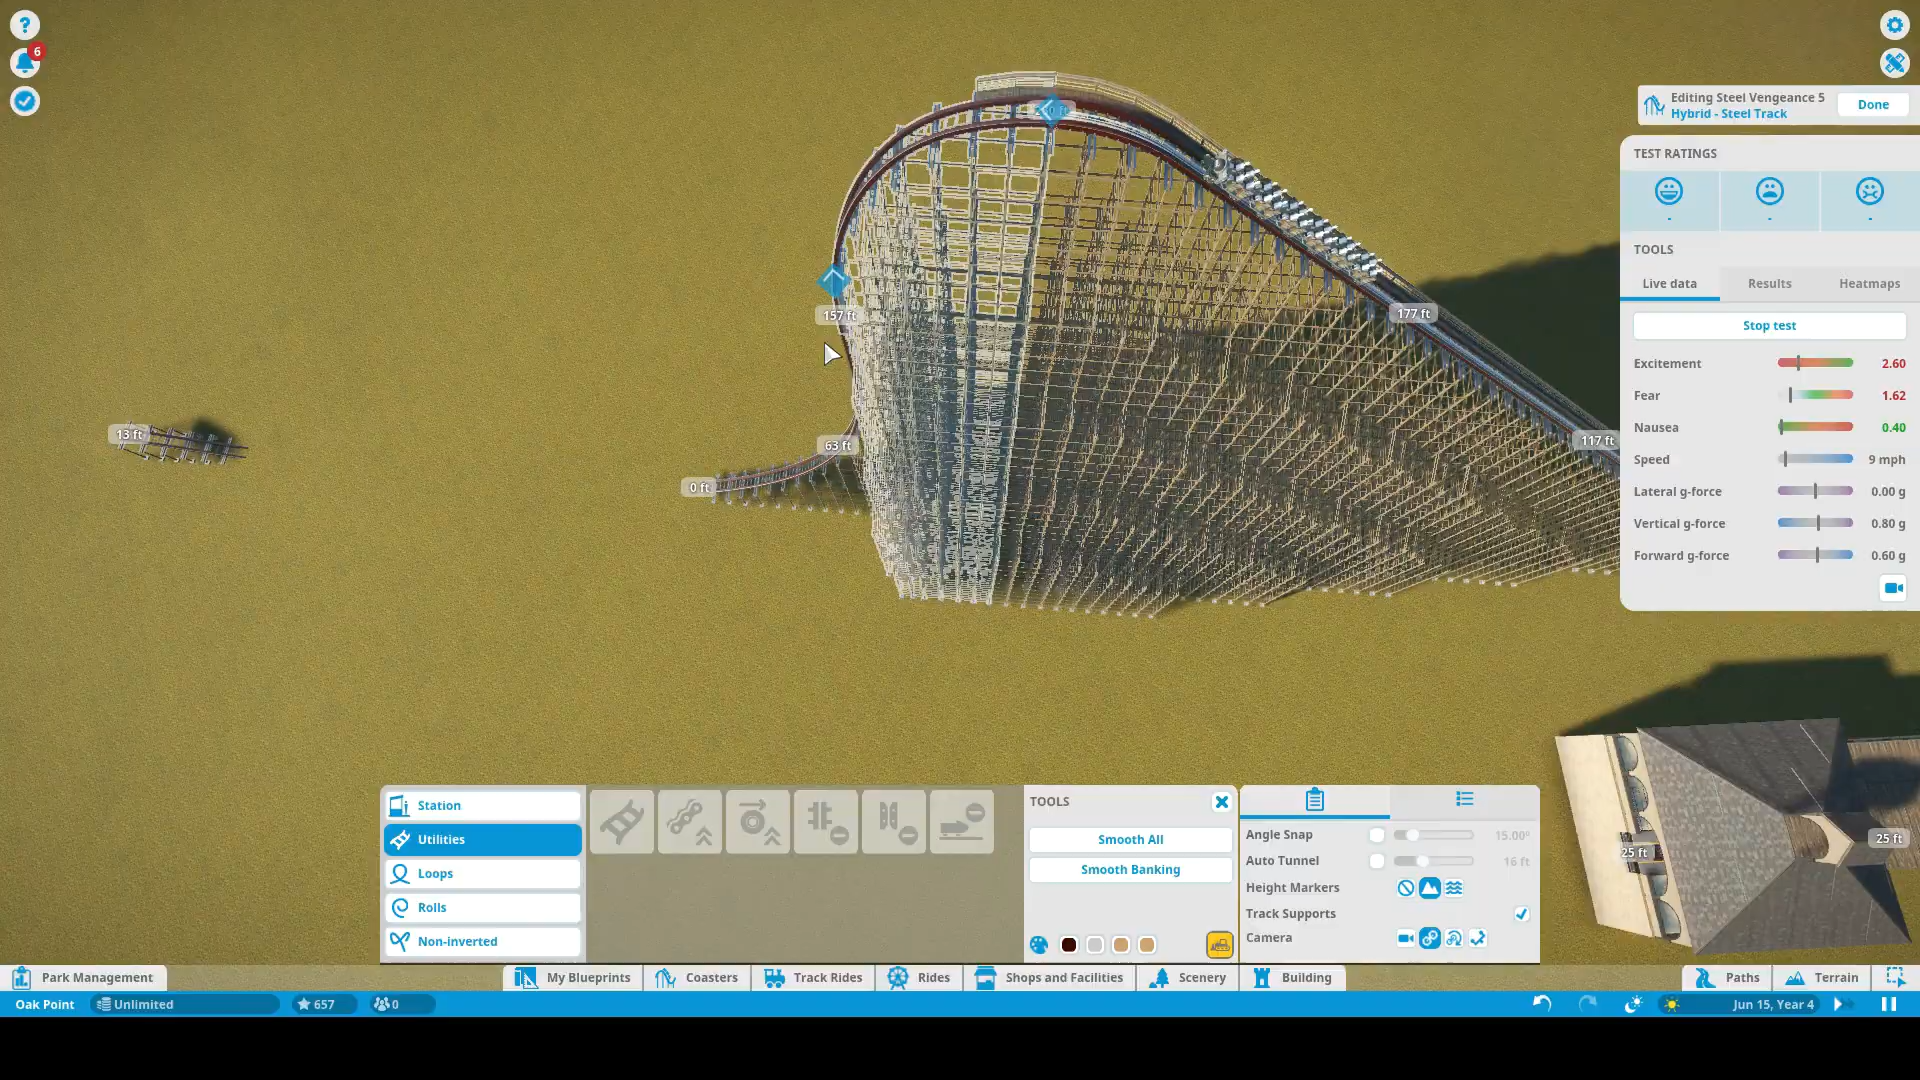 ?
6
Editing Steel Vengeance 5
Hybrid - Steel Track
Done
TEST RATINGS
- - -
TOOLS
Live data Results Heatmaps
Stop test
Excitement 2.60
Fear 1.62
Nausea 0.40
Speed 9 mph
Lateral g-force 0.00 g
Vertical g-force 0.80 g
Forward g-force 0.60 g
157 ft
177 ft
13 ft
63 ft
117 ft
0 ft
25 ft
25 ft
Station
Utilities
Loops
Rolls
Non-inverted
TOOLS
Smooth All
Smooth Banking
Angle Snap 15.00°
Auto Tunnel 16 ft
Height Markers
Track Supports
Camera
Park Management My Blueprints Coasters Track Rides Rides Shops and Facilities Scenery Building Paths Terrain
Oak Point Unlimited 657 0 Jun 15, Year 4